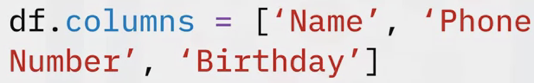 df.columns = [‘Name’, ‘Phone
Number’, ‘Birthday’]